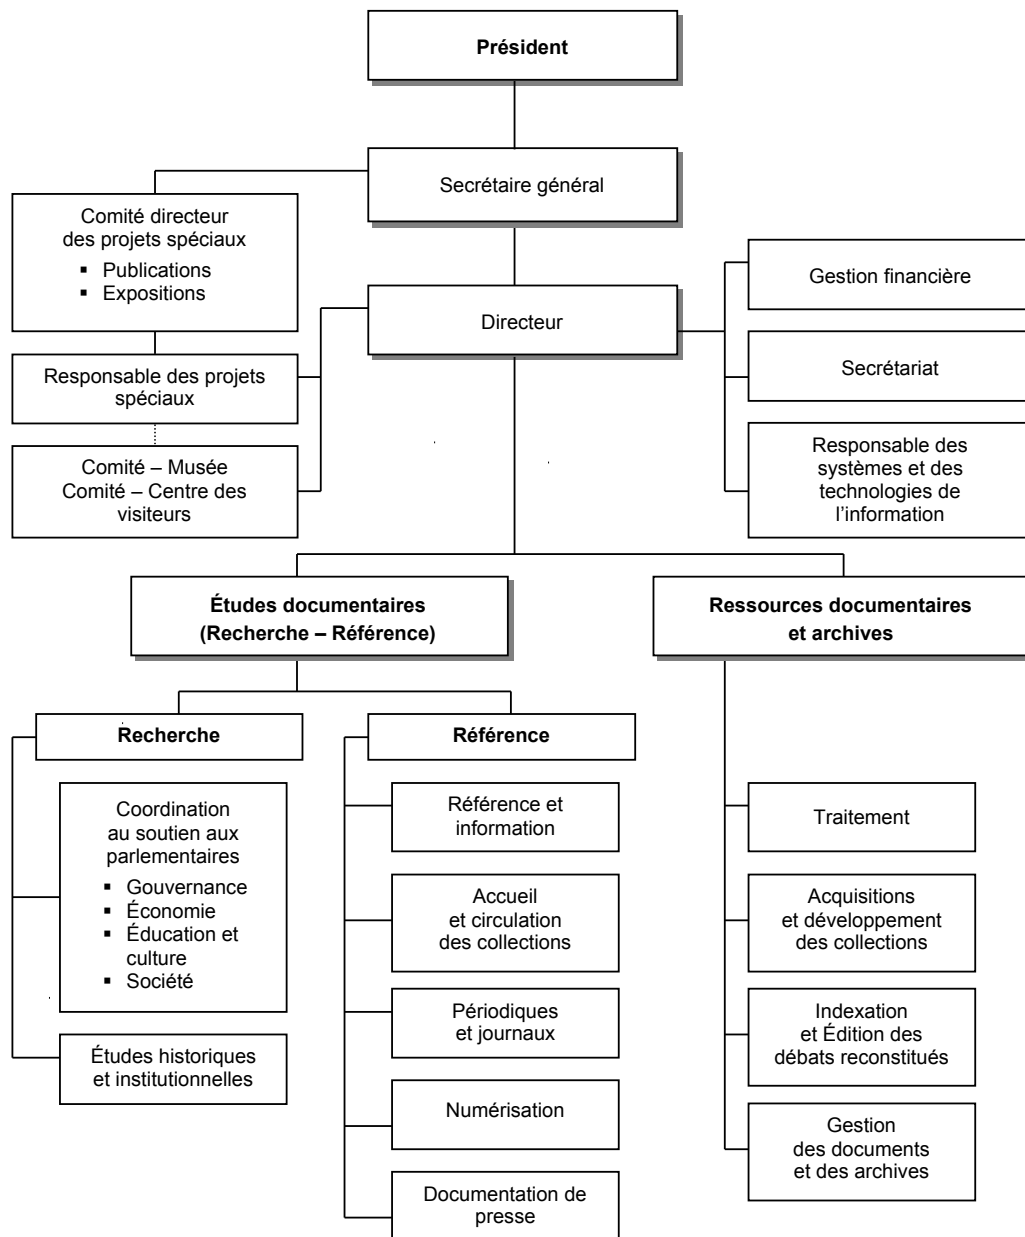 Président
Secrétaire général
Comité directeur
des projets spéciaux
▪ Publications
▪ Expositions
Gestion financière
Directeur
Responsable des projets
spéciaux
Secrétariat
Comité – Musée
Comité – Centre des
visiteurs
Responsable des
systèmes et des
technologies de
l’information
Études documentaires
(Recherche – Référence)
Ressources documentaires
et archives
Recherche
Coordination
au soutien aux
parlementaires
▪ Gouvernance
▪ Économie
▪ Éducation et
culture
▪ Société
Études historiques
et institutionnelles
Référence
Référence et
information
Accueil
et circulation
des collections
Périodiques
et journaux
Numérisation
Documentation de
presse
Traitement
Acquisitions
et développement
des collections
Indexation
et Édition des
débats reconstitués
Gestion
des documents
et des archives